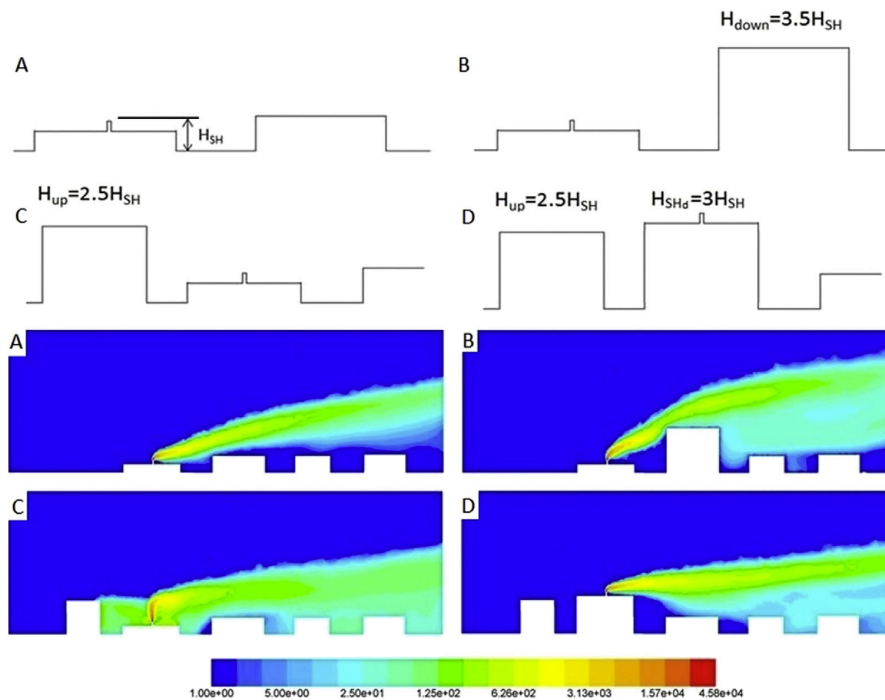 A
H_SH
B
H_down=3.5H_SH
C
H_up=2.5H_SH
D
H_up=2.5H_SH
H_SHd=3H_SH
A
B
C
D
1.00e+00 5.00e+00 2.50e+01 1.25e+02 6.26e+02 3.13e+03 1.57e+04 4.58e+04